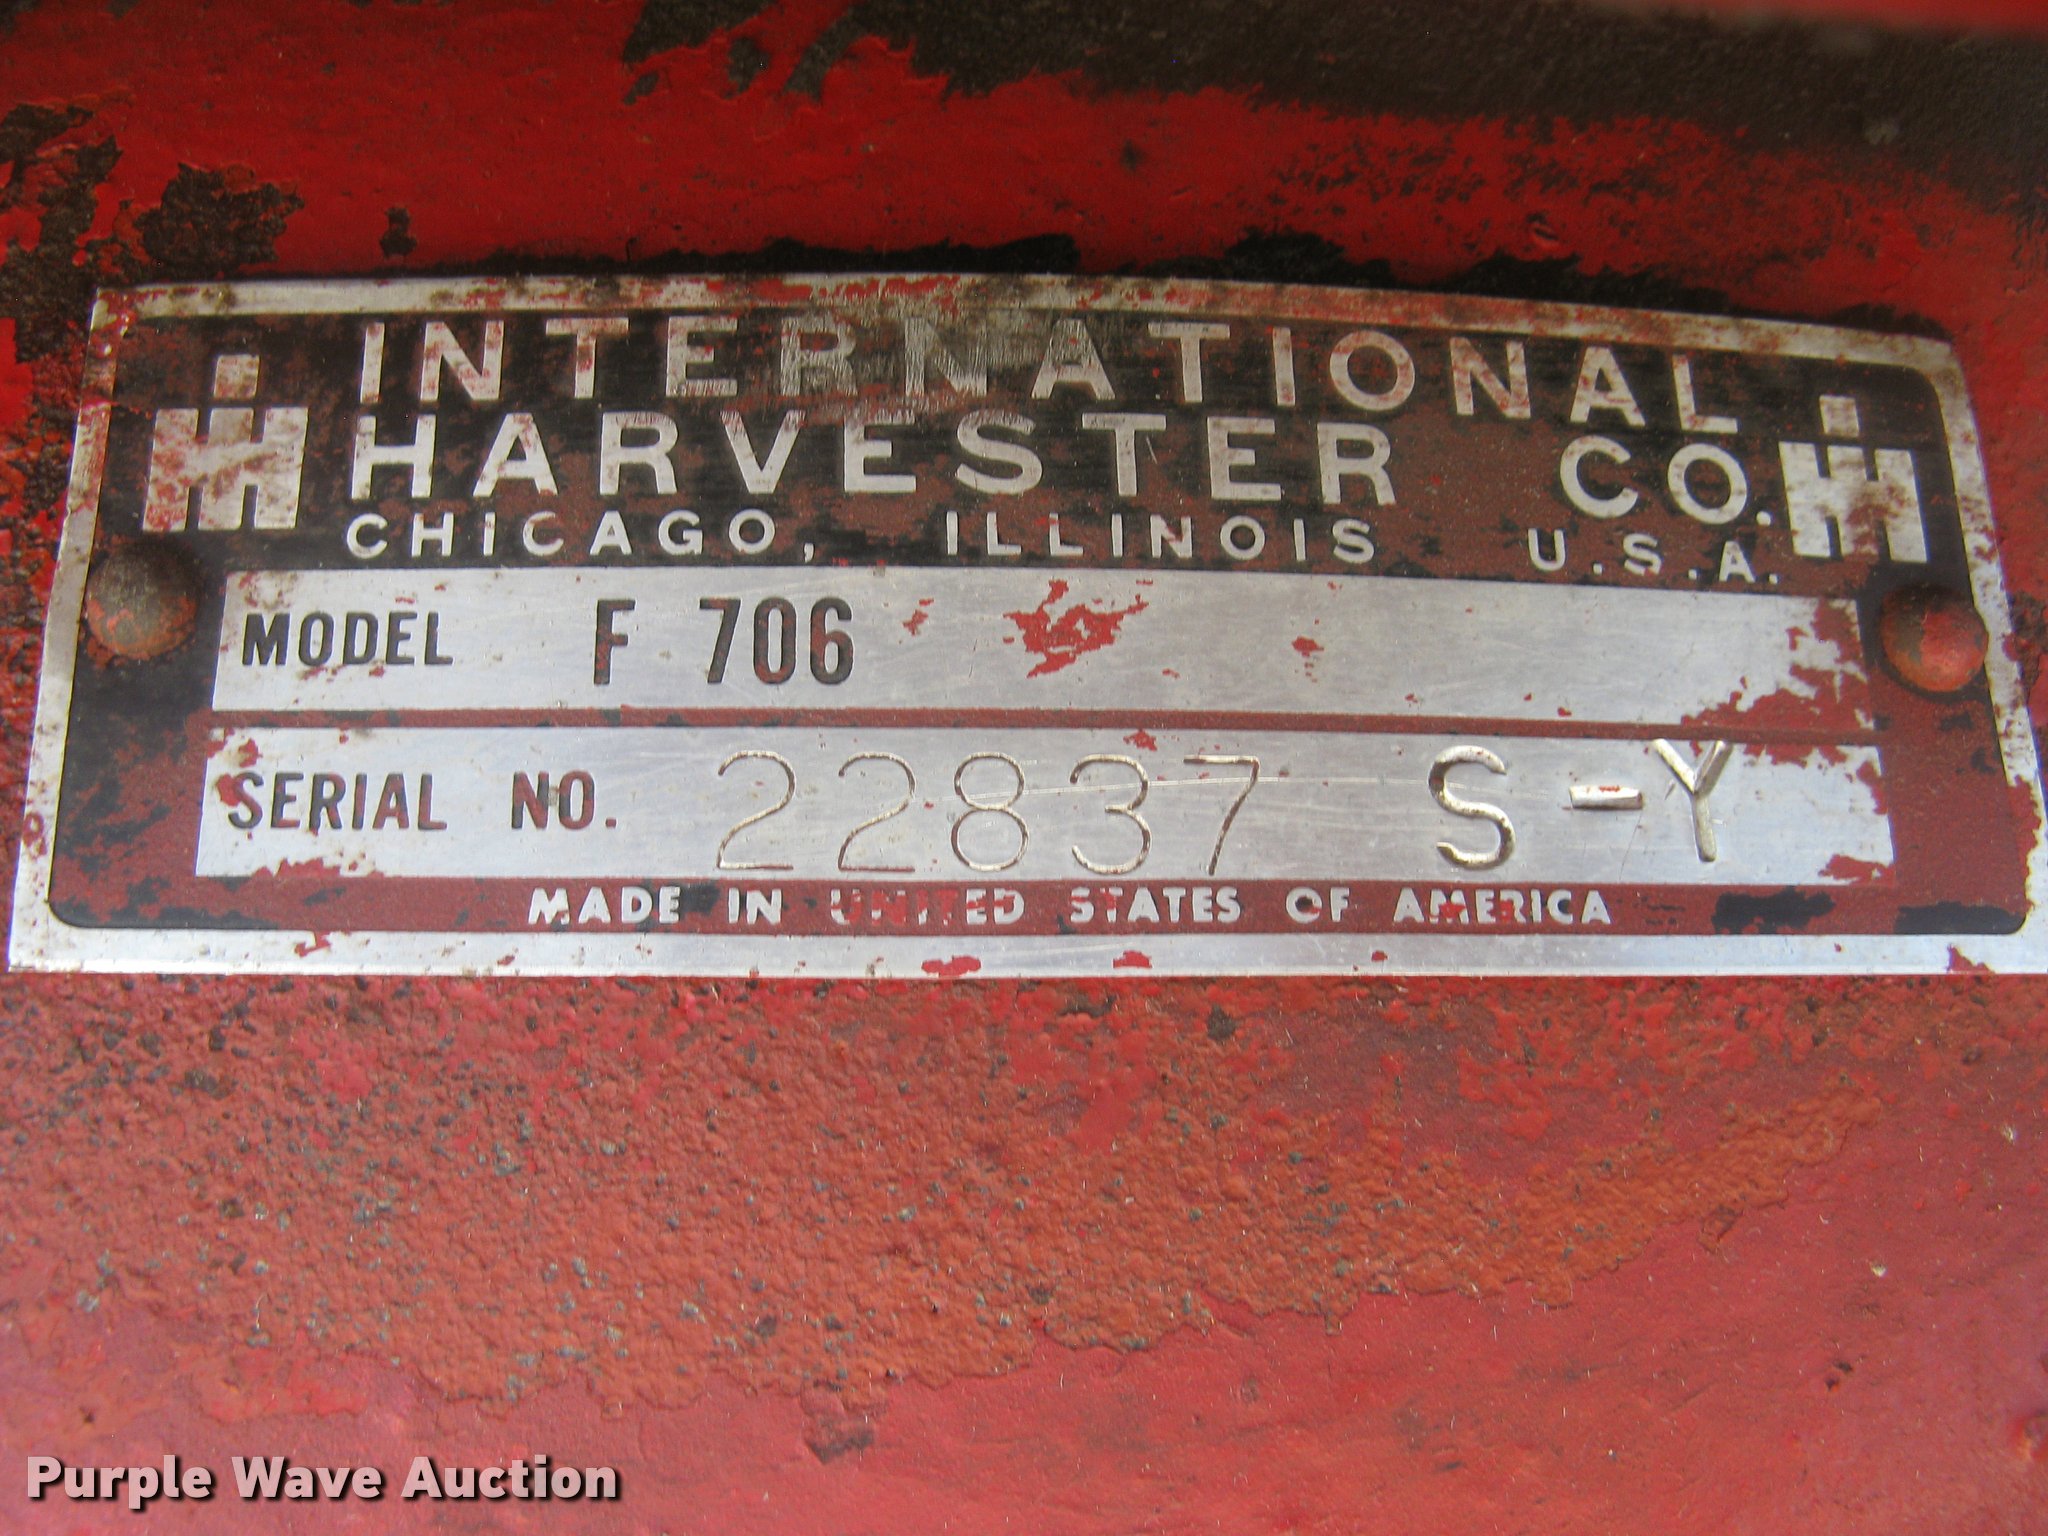 INTERNATIONAL
HARVESTER CO.
CHICAGO, ILLINOIS U.S.A.
MODEL F 706
SERIAL NO. 22837 S-Y
MADE IN UNITED STATES OF AMERICA
Purple Wave Auction